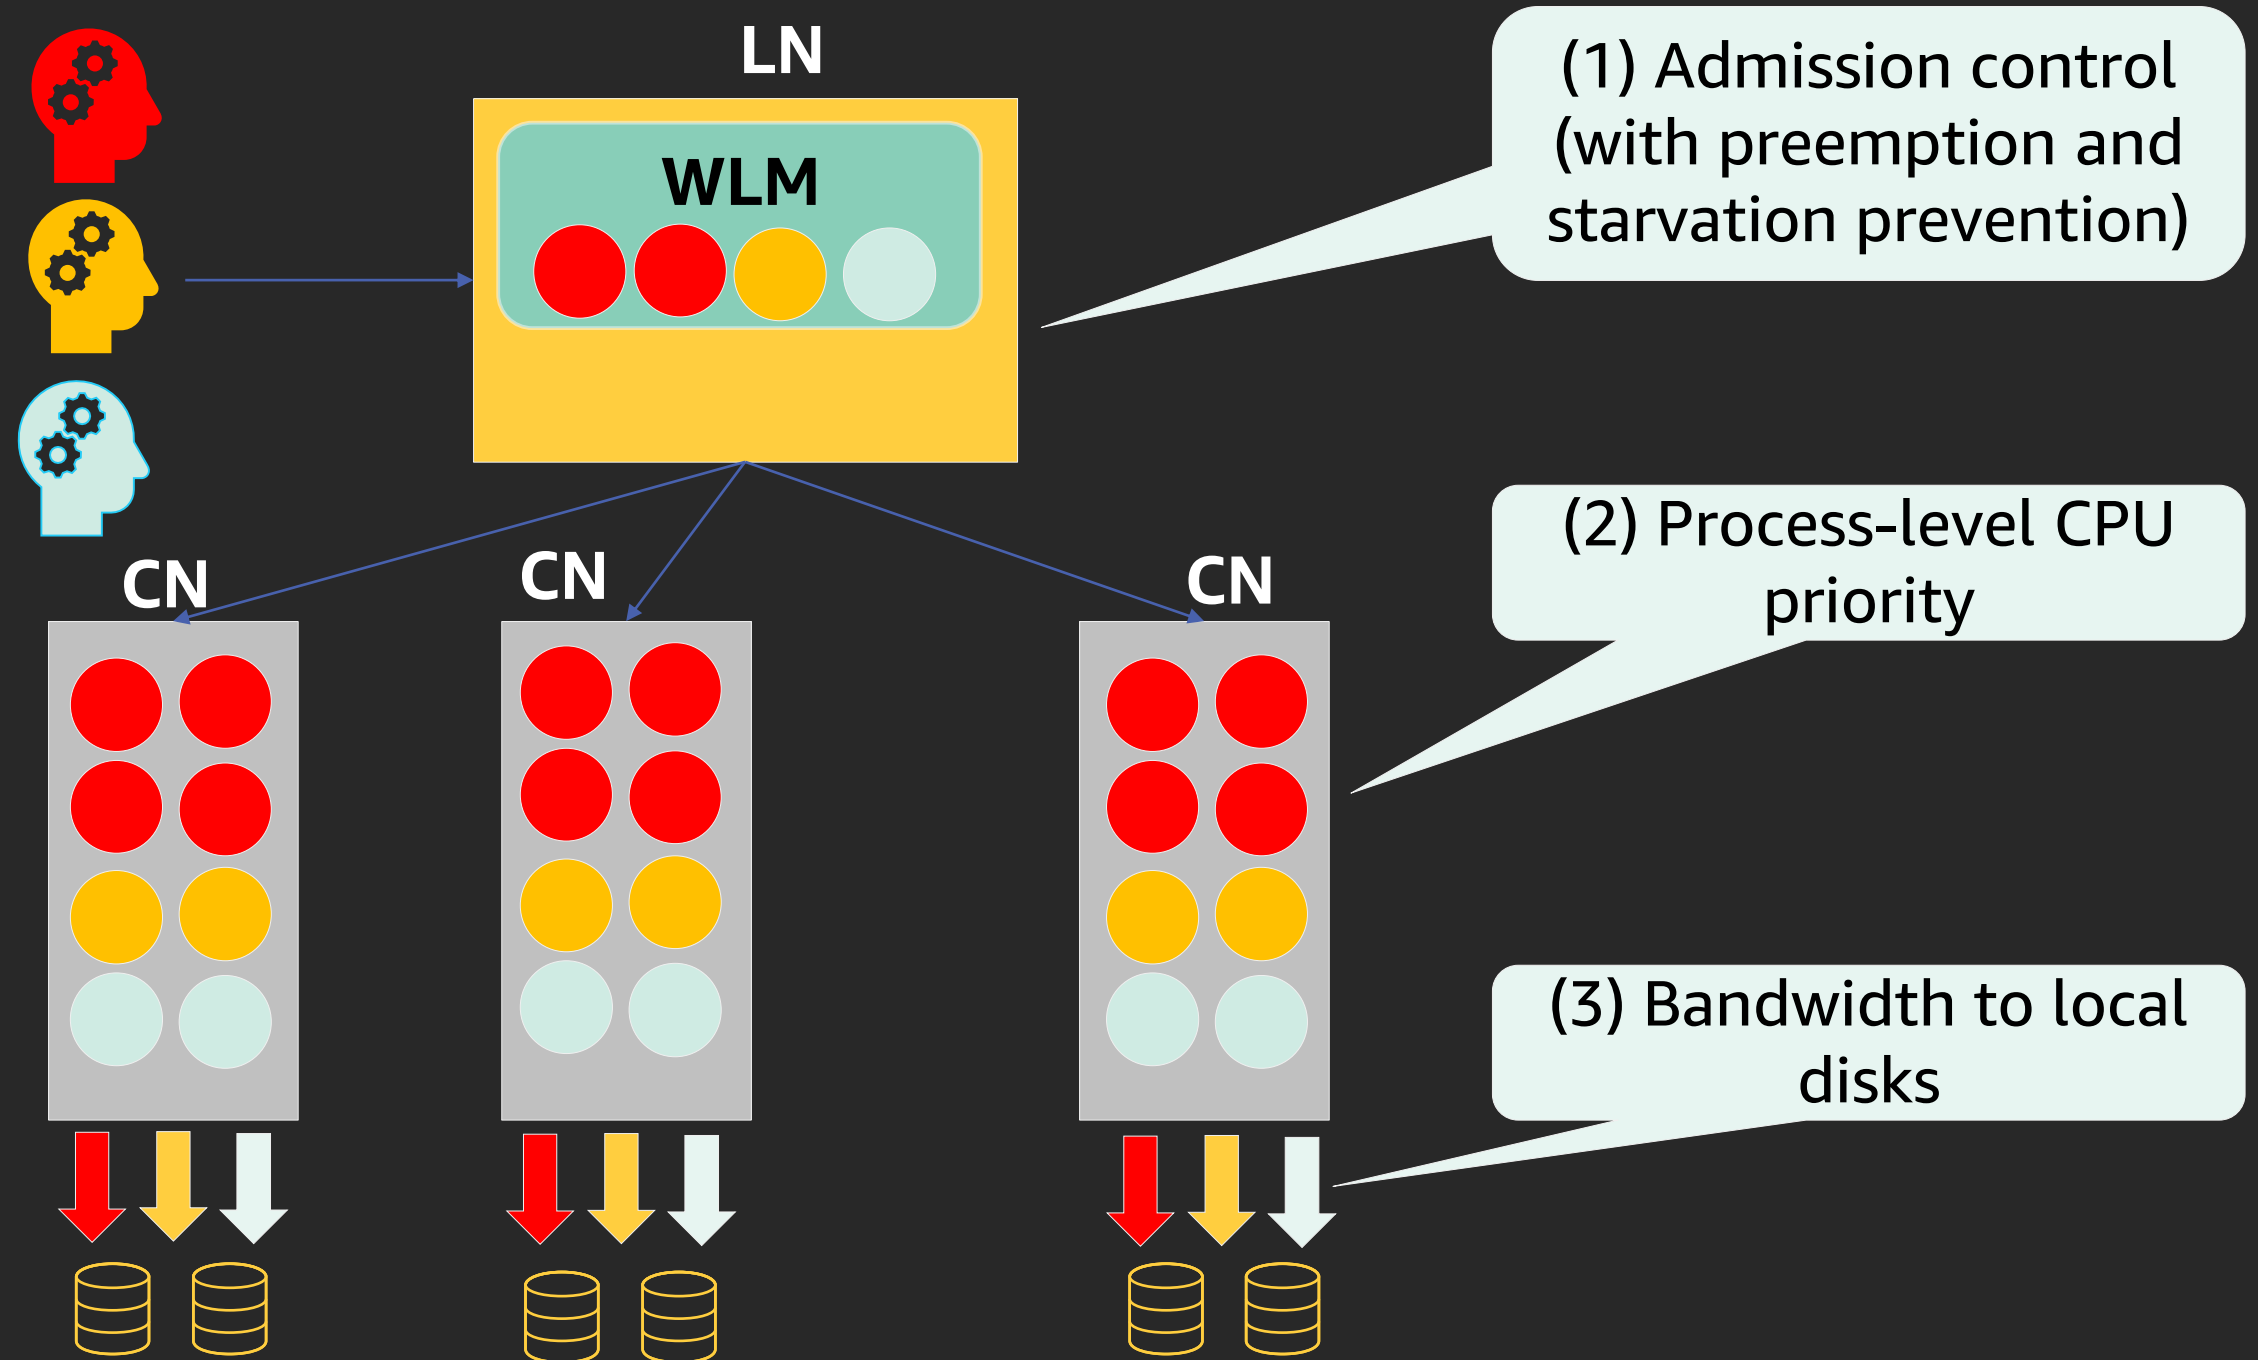 LN
WLM
(1) Admission control
(with preemption and
starvation prevention)
CN
CN
CN
(2) Process-level CPU
priority
(3) Bandwidth to local
disks